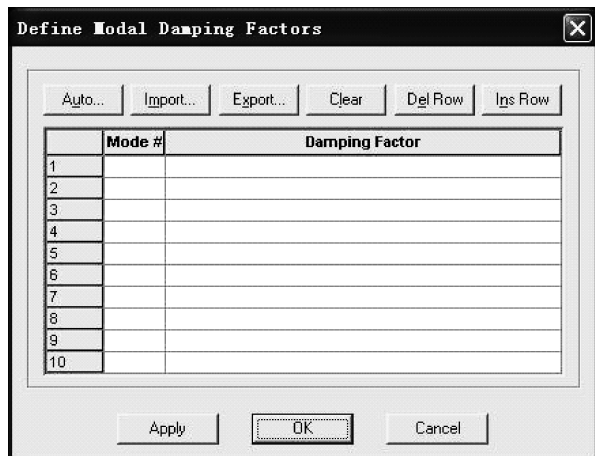 Define Modal Damping Factors
Auto... Import... Export... Clear Del Row Ins Row
Mode # Damping Factor
1
2
3
4
5
6
7
8
9
10
Apply OK Cancel